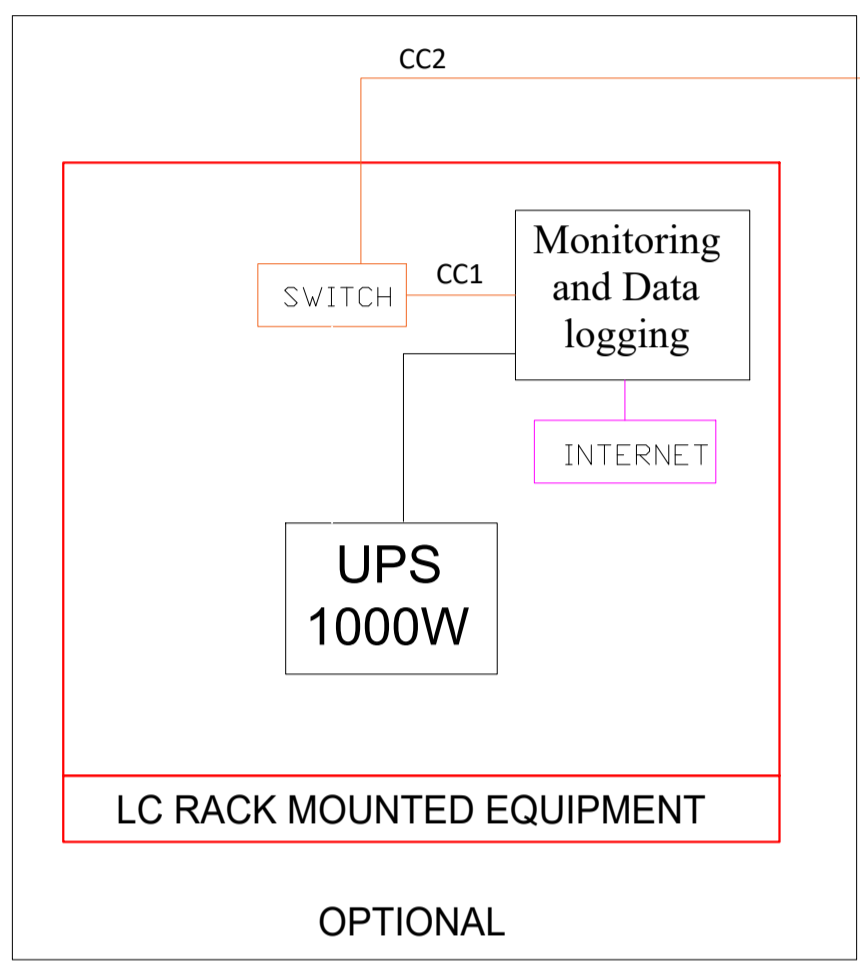 CC2
SWITCH
CC1
Monitoring
and Data
logging
INTERNET
UPS
1000W
LC RACK MOUNTED EQUIPMENT
OPTIONAL